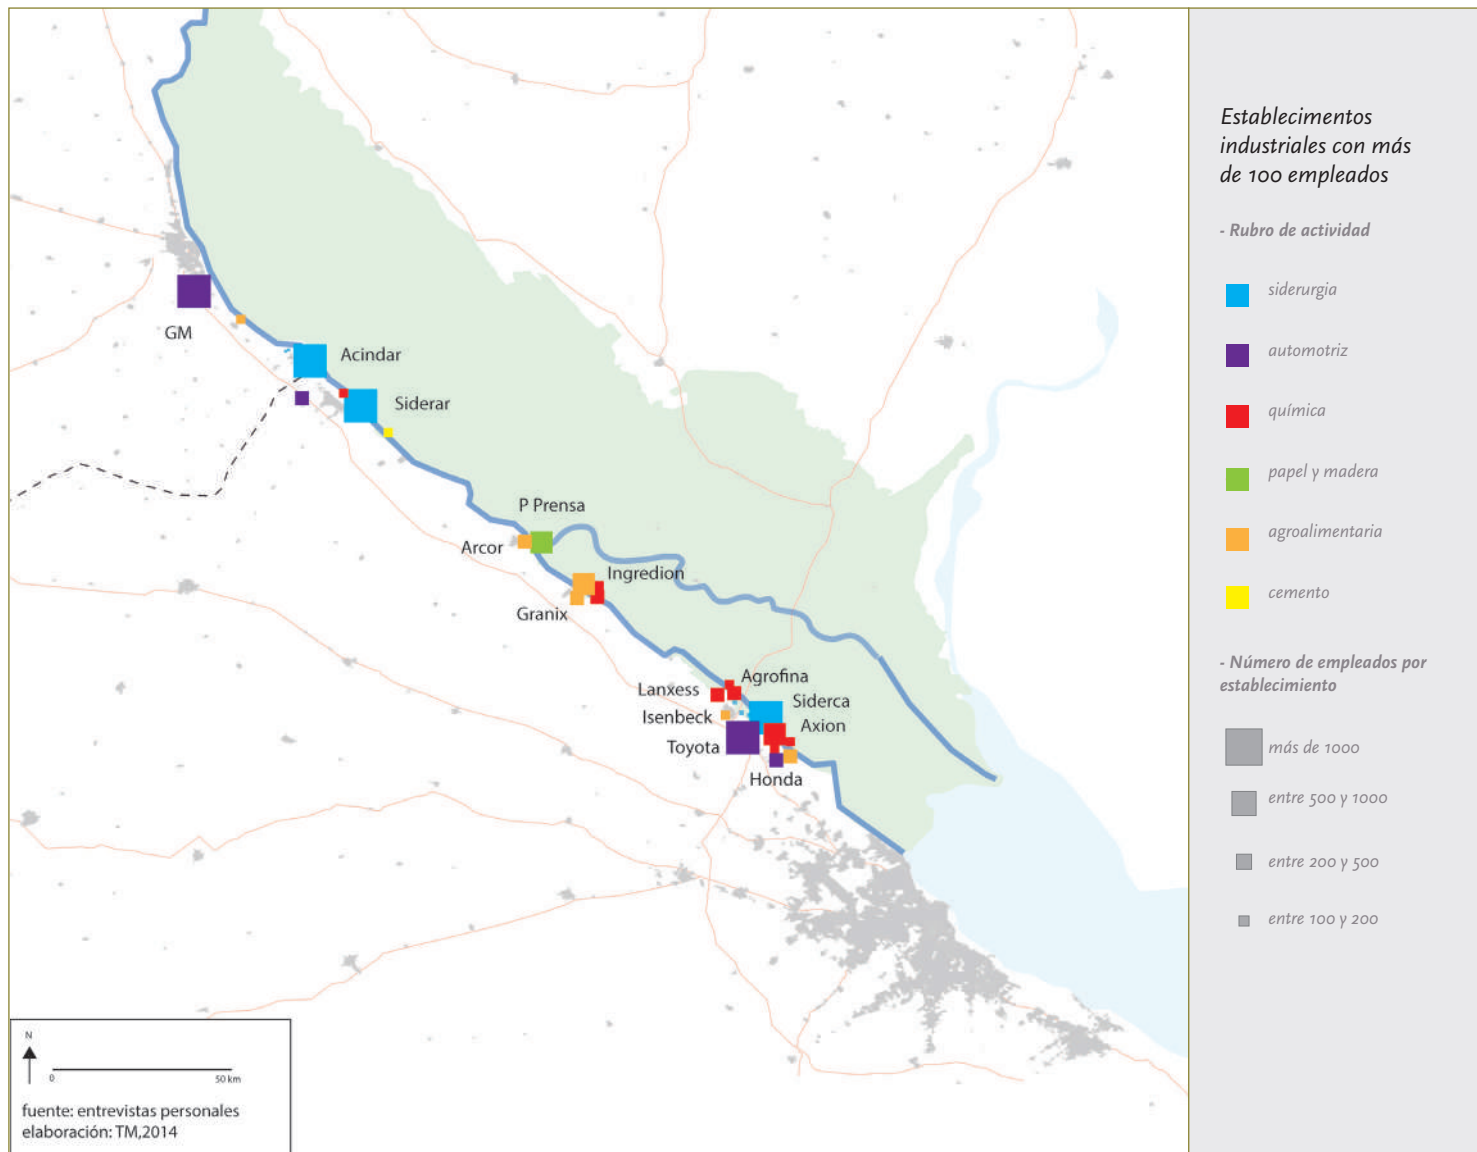 GM
Acindar
Siderar
P Prensa
Arcor
Ingredion
Granix
Agrofina
Lanxess
Siderca
Isenbeck
Axion
Toyota
Honda
N
0
50 km
fuente: entrevistas personales
elaboración: TM,2014
Establecimentos
industriales con más
de 100 empleados
- Rubro de actividad
siderurgia
automotriz
química
papel y madera
agroalimentaria
cemento
- Número de empleados por
establecimiento
más de 1000
entre 500 y 1000
entre 200 y 500
entre 100 y 200